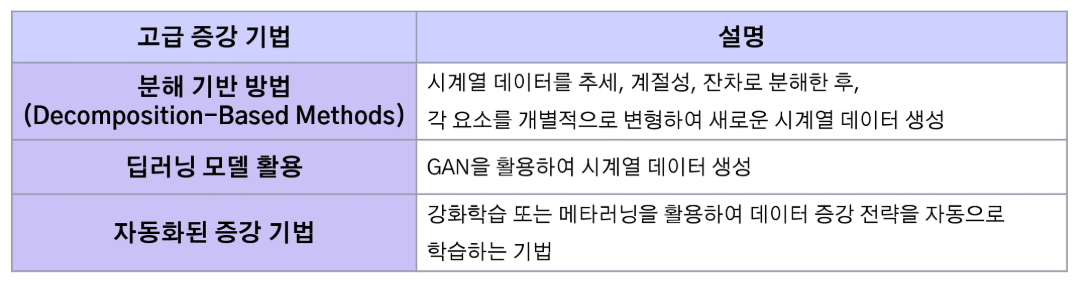 고급 증강 기법
설명
분해 기반 방법
(Decomposition-Based Methods)
시계열 데이터를 추세, 계절성, 잔차로 분해한 후,
각 요소를 개별적으로 변형하여 새로운 시계열 데이터 생성
딥러닝 모델 활용
GAN을 활용하여 시계열 데이터 생성
자동화된 증강 기법
강화학습 또는 메타러닝을 활용하여 데이터 증강 전략을 자동으로
학습하는 기법